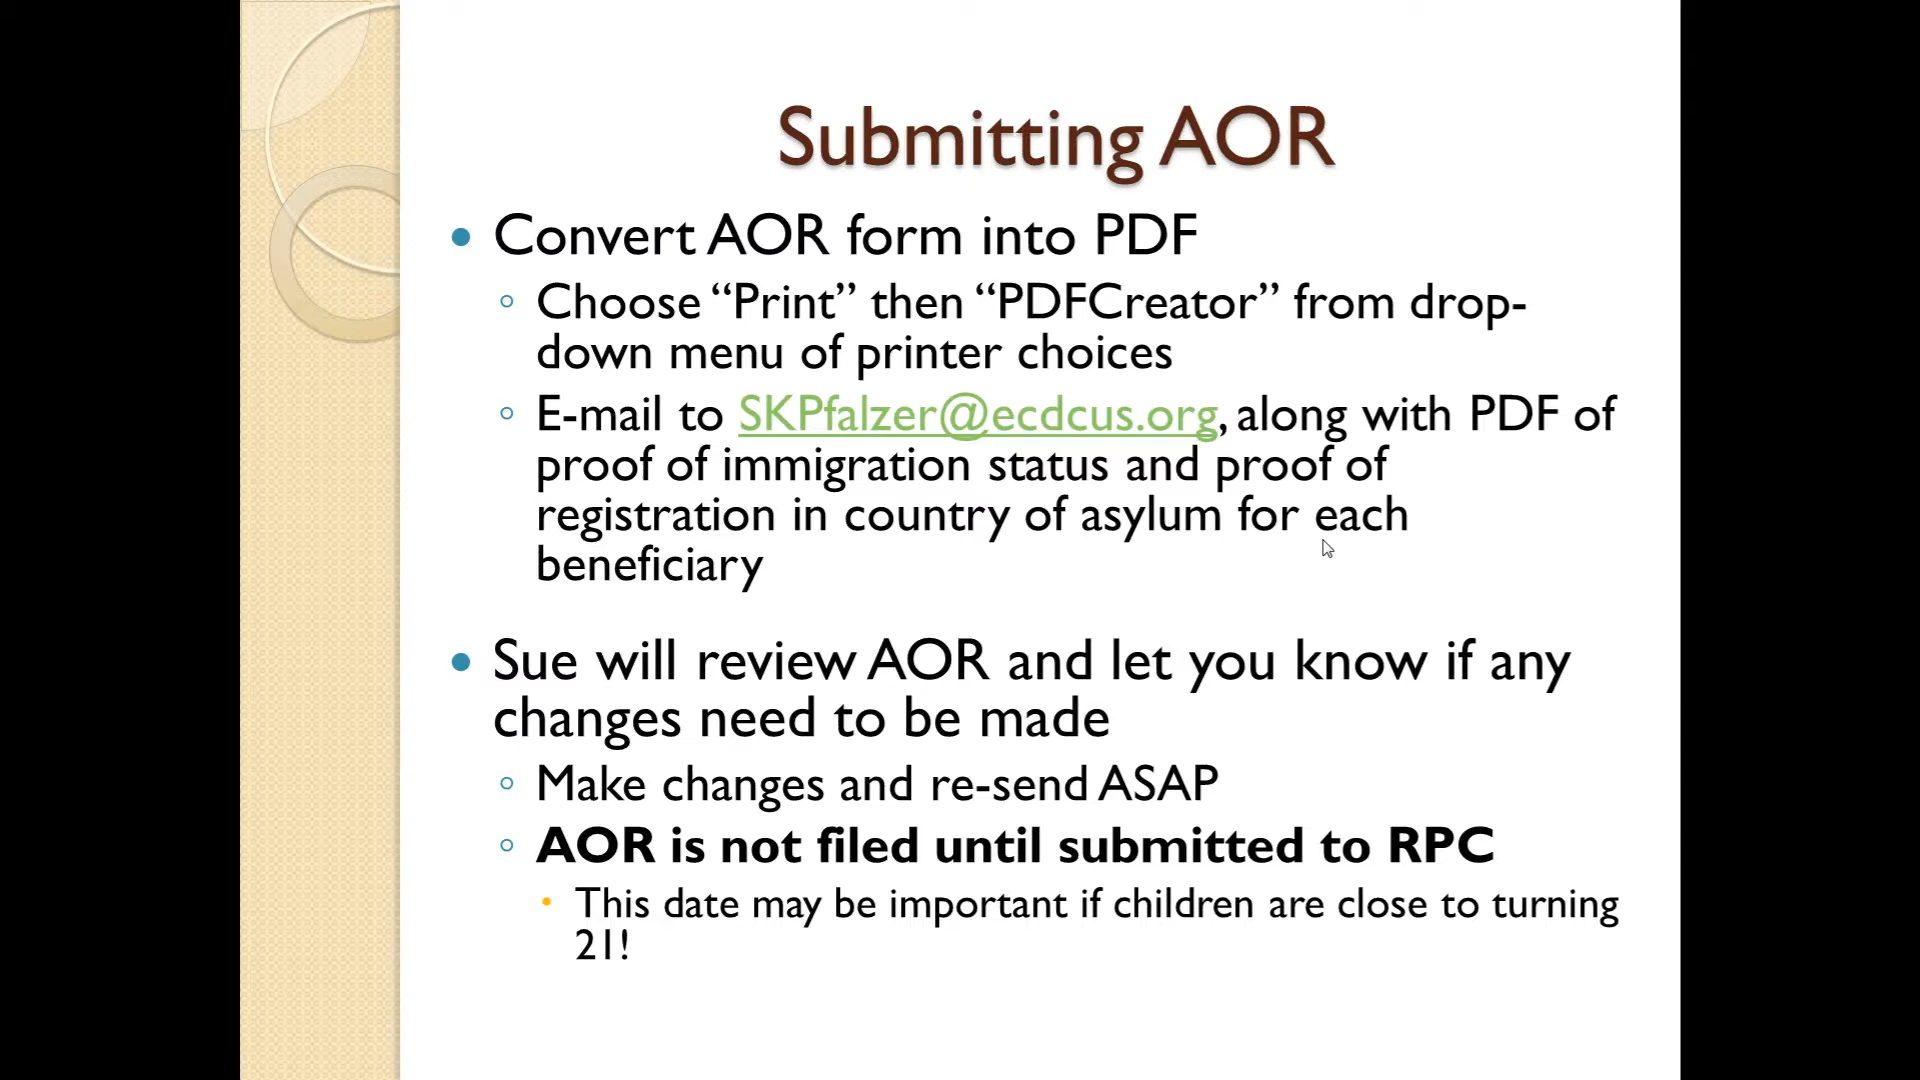 Submitting AOR
• Convert AOR form into PDF
◦ Choose “Print” then “PDFCreator” from drop-
down menu of printer choices
◦ E-mail to SKPfalzer@ecdcus.org, along with PDF of
proof of immigration status and proof of
registration in country of asylum for each
beneficiary
• Sue will review AOR and let you know if any
changes need to be made
◦ Make changes and re-send ASAP
◦ AOR is not filed until submitted to RPC
• This date may be important if children are close to turning
21!